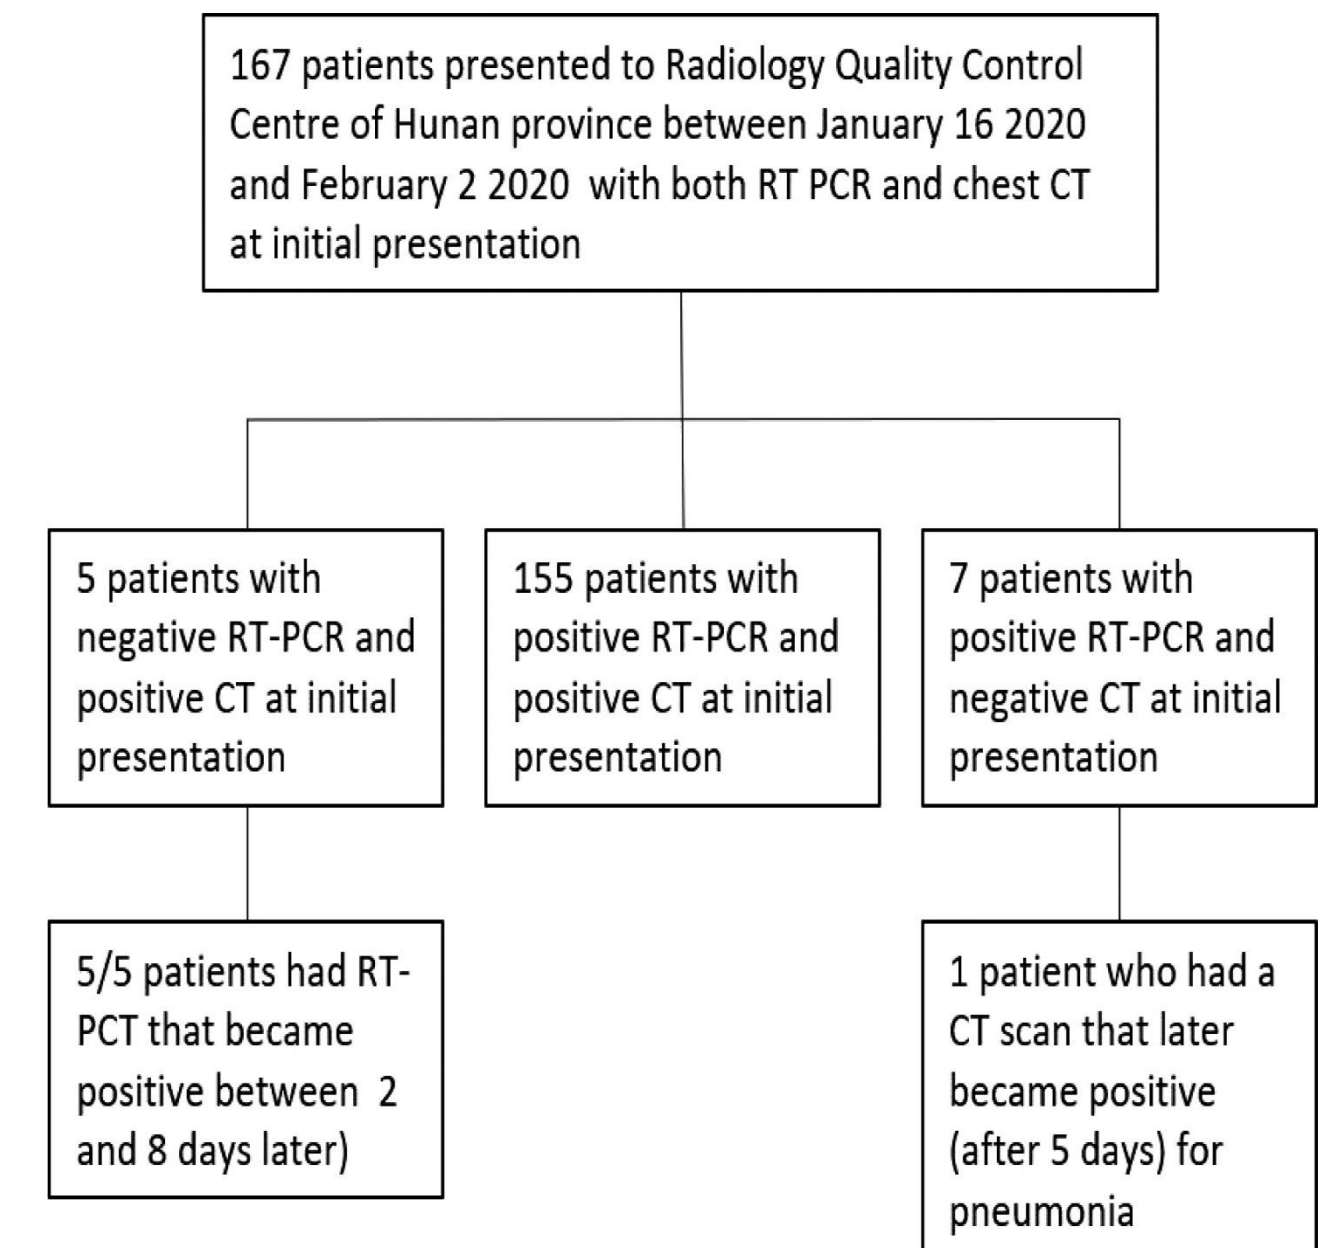 167 patients presented to Radiology Quality Control
Centre of Hunan province between January 16 2020
and February 2 2020 with both RT PCR and chest CT
at initial presentation
5 patients with
negative RT-PCR and
positive CT at initial
presentation
155 patients with
positive RT-PCR and
positive CT at initial
presentation
7 patients with
positive RT-PCR and
negative CT at initial
presentation
5/5 patients had RT-
PCT that became
positive between 2
and 8 days later)
1 patient who had a
CT scan that later
became positive
(after 5 days) for
pneumonia